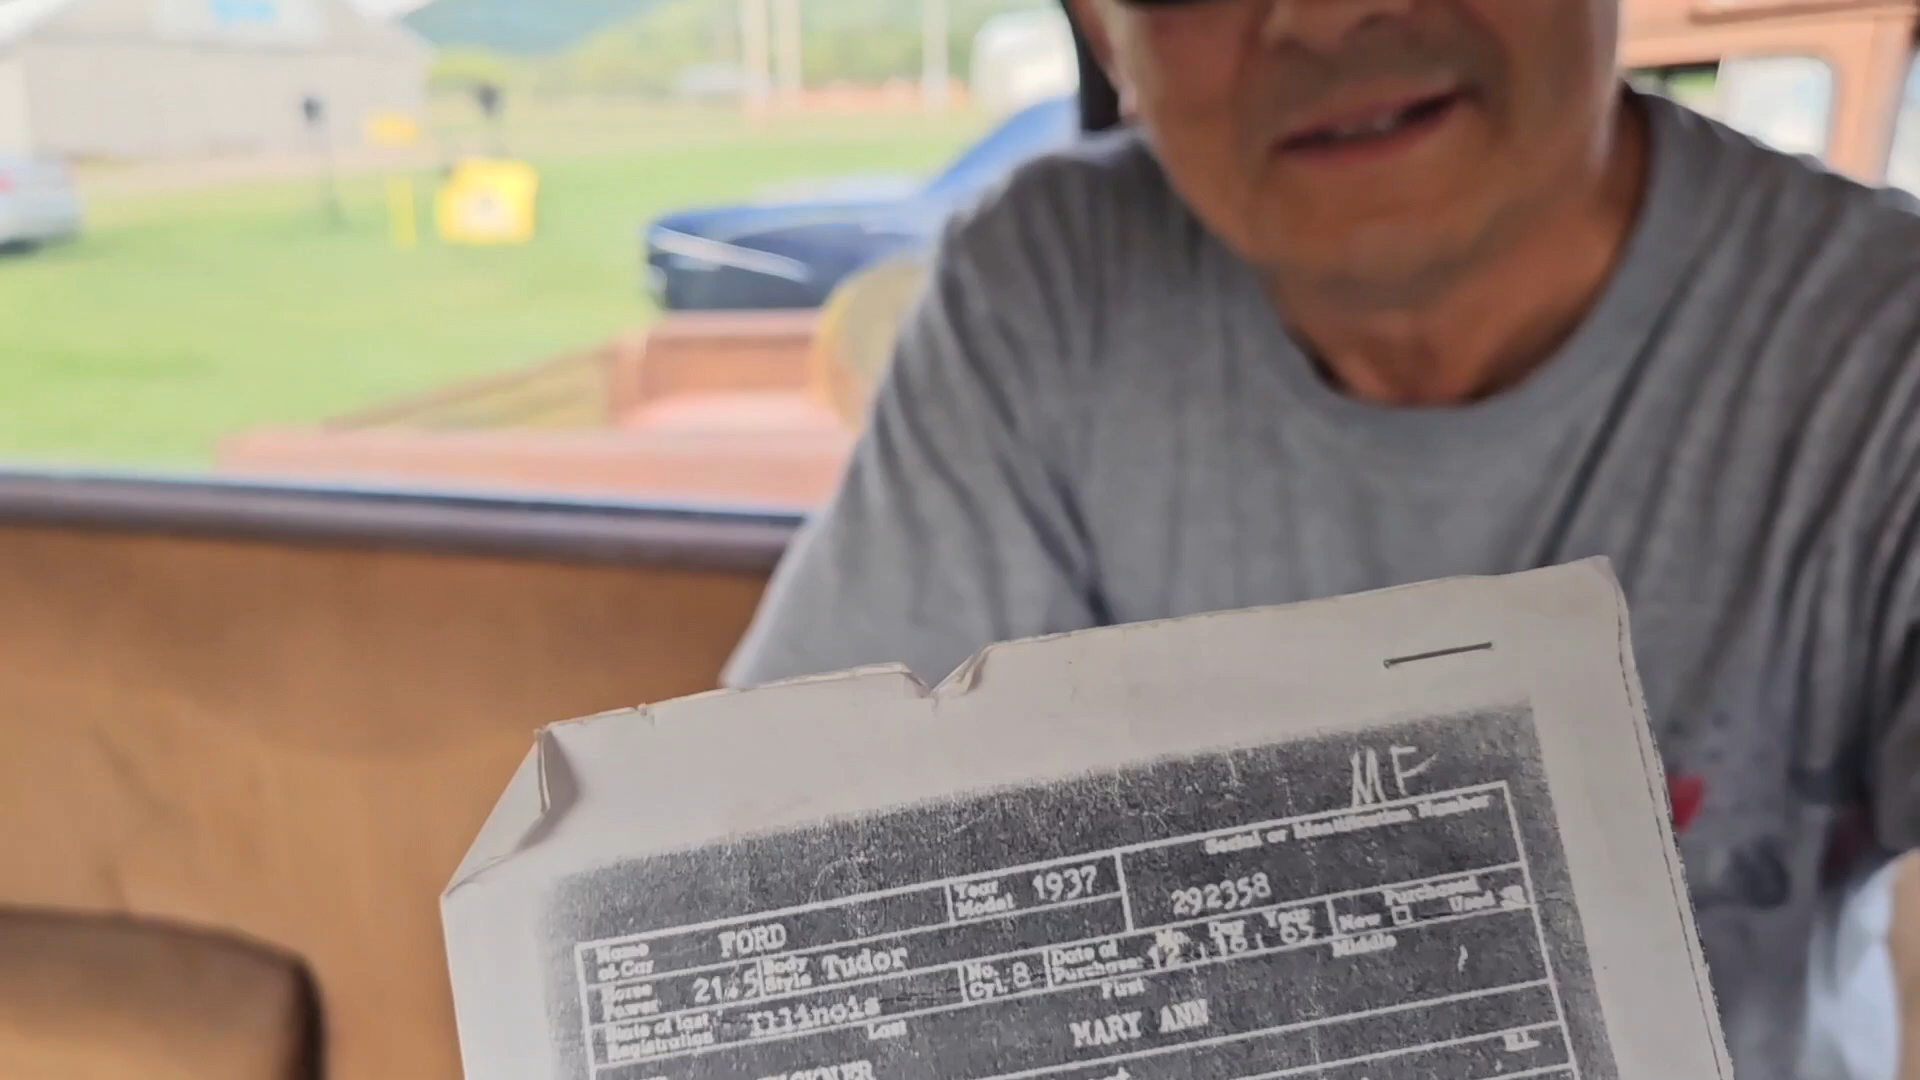 MF
Serial or Identification Number
Name of Car FORD Year Model 1937 292358
Horse Power 21.5 Body Style Tudor No. Cyl. 8 Date of Purchase Mo. Day Year 12 16 65 New Purchased Used
State of last Registration Illinois
Last First Middle
MARY ANN
ILL.